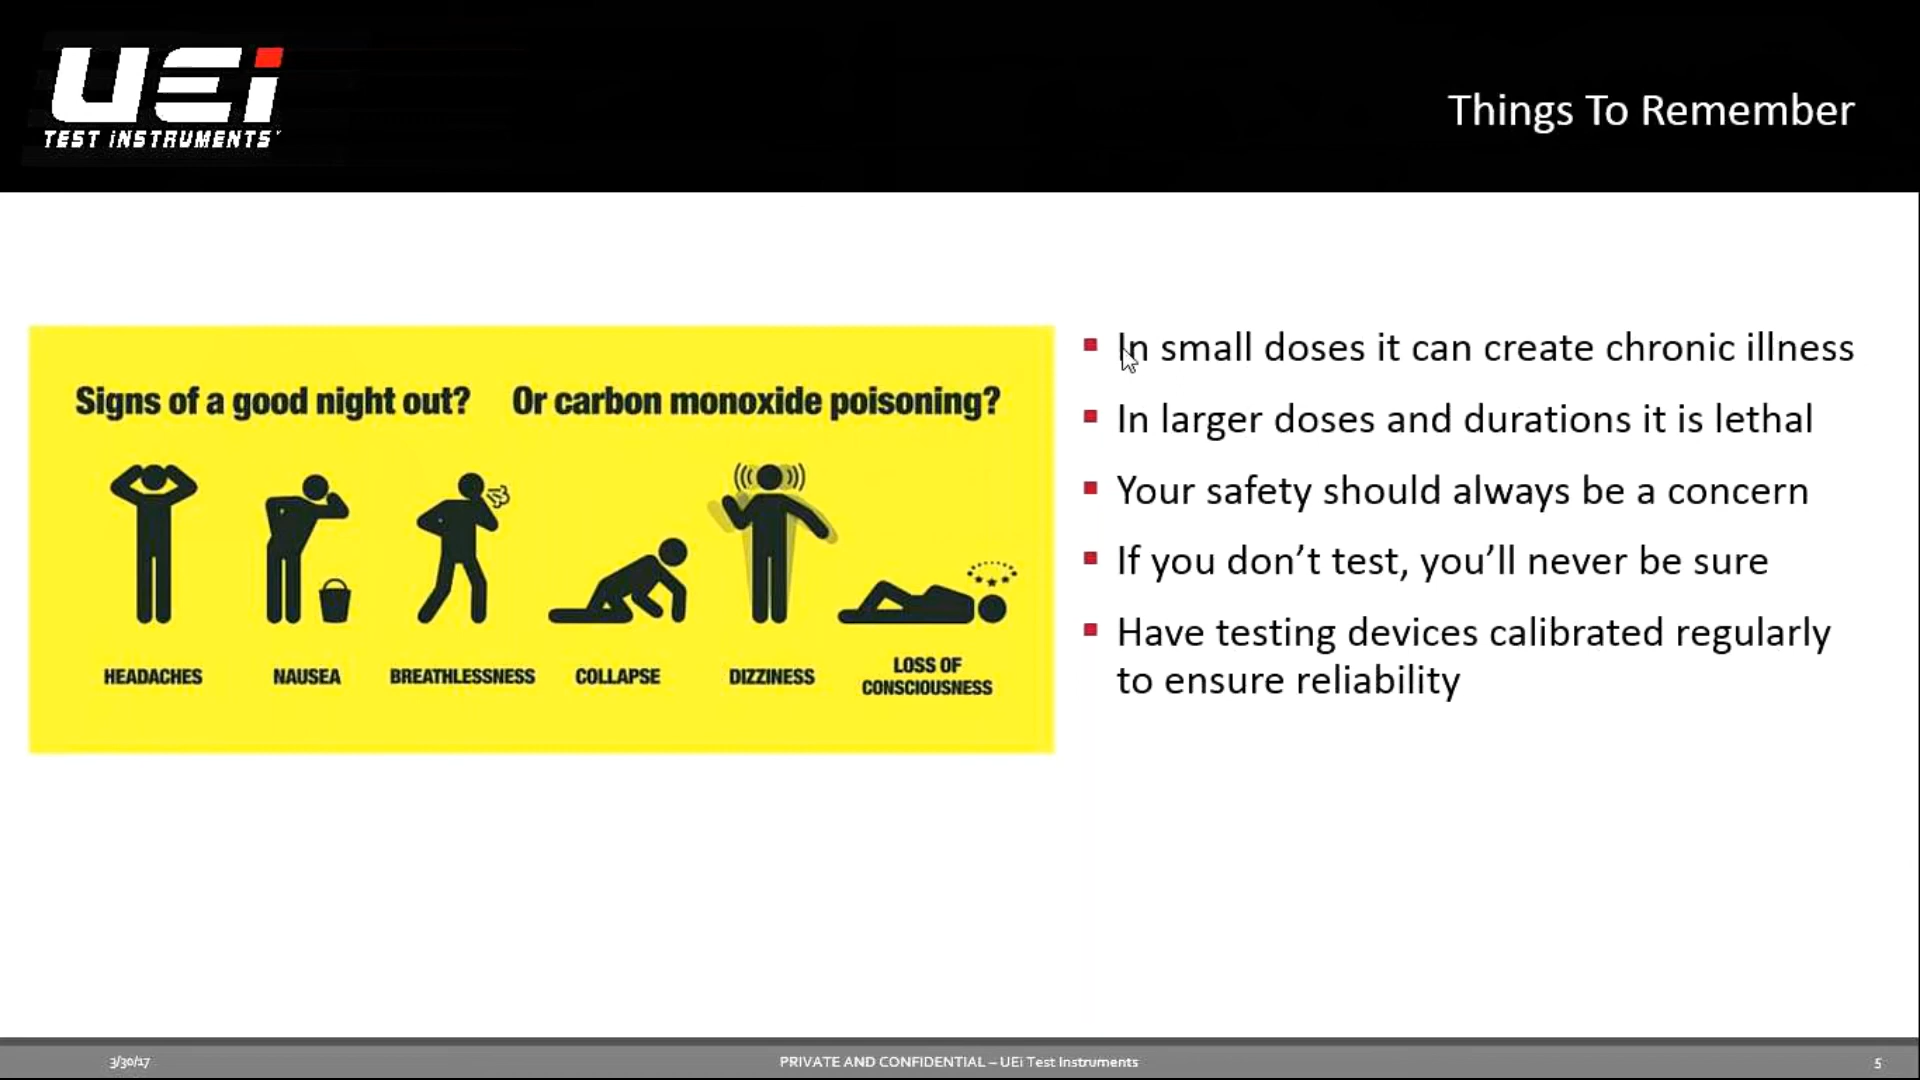 UEi
TEST iNSTRUMENTS
Things To Remember
Signs of a good night out? Or carbon monoxide poisoning?
HEADACHES
NAUSEA
BREATHLESSNESS
COLLAPSE
DIZZINESS
LOSS OF
CONSCIOUSNESS
In small doses it can create chronic illness
In larger doses and durations it is lethal
Your safety should always be a concern
If you don’t test, you’ll never be sure
Have testing devices calibrated regularly
to ensure reliability
3/30/17
PRIVATE AND CONFIDENTIAL – UEi Test Instruments
5